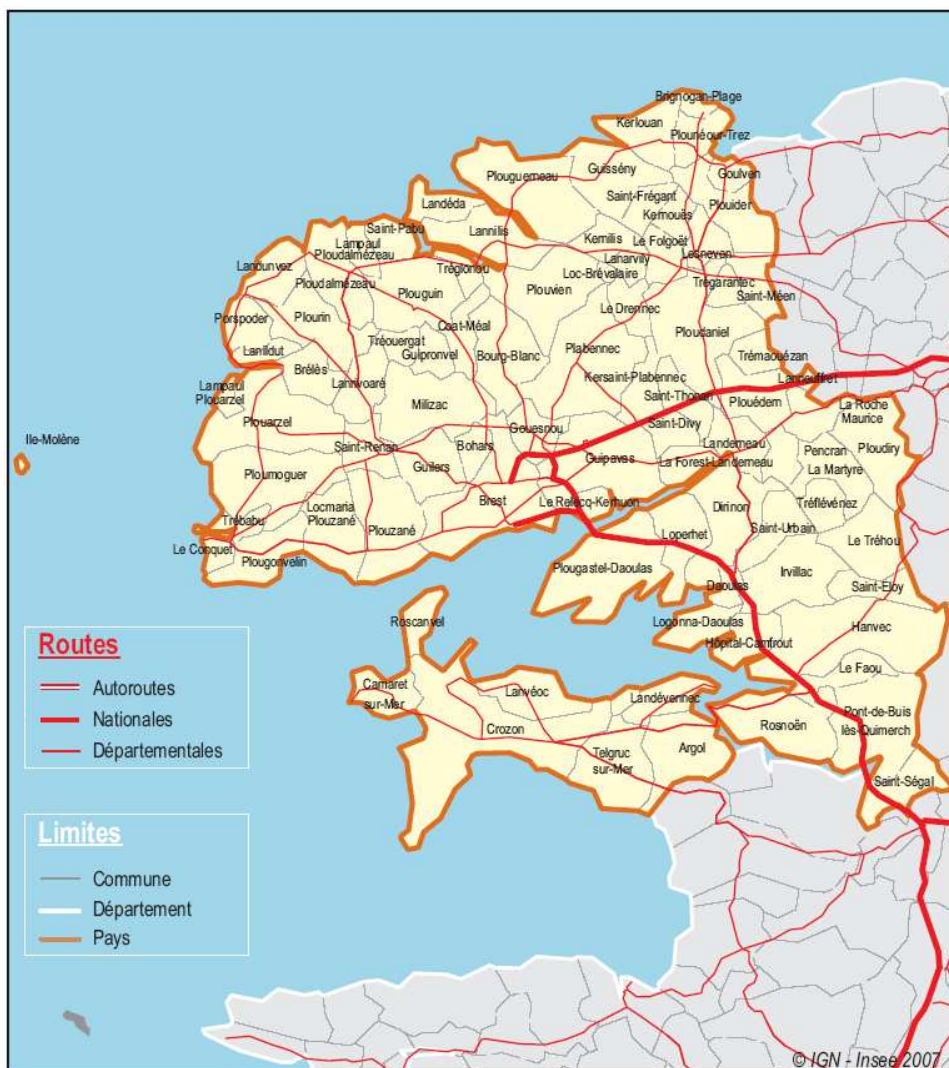 Brignogan-Plage
Kerlouan
Plounéour-Trez
Guissény
Goulven
Plouguerneau
Saint-Frégant
Landéda
Plouider
Kernouës
Saint-Pabu
Lannilis
Kernilis
Le Folgoët
Lampaul
Ploudalmézeau
Lanarvily
Lesneven
Landunvez
Tréglonou
Loc-Brévalaire
Trégarantec
Ploudalmézeau
Plouguin
Plouvien
Saint-Méen
Le Drennec
Porspoder
Plourin
Coat-Méal
Ploudaniel
Tréouergat
Lanildut
Guipronvel
Bourg-Blanc
Plabennec
Trémaouézan
Brélès
Lanrivoaré
Kersaint-Plabennec
Lanneuffret
Lampaul
Plouarzel
Milizac
Saint-Thonan
Plouédern
La Roche
Maurice
Plouarzel
Gouesnou
Saint-Divy
Ile-Molène
Saint-Renan
Bohars
Landerneau
Pencran
Ploudiry
Guipavas
La Forest-Landerneau
La Martyre
Ploumoguer
Guilers
Brest
Le Relecq-Kerhuon
Dirinon
Tréflévénez
Locmaria
Plouzané
Trébabu
Plouzané
Loperhet
Saint-Urbain
Le Tréhou
Le Conquet
Plougonvelin
Plougastel-Daoulas
Irvillac
Daoulas
Saint-Eloy
Roscanvel
Logonna-Daoulas
Hanvec
Hôpital-Camfrout
Le Faou
Camaret
sur-Mer
Lanvéoc
Landévennec
Crozon
Rosnoën
Pont-de-Buis
lès-Quimerch
Telgruc
sur-Mer
Argol
Saint-Ségal
Routes
Autoroutes
Nationales
Départementales
Limites
Commune
Département
Pays
© IGN - Insee 2007